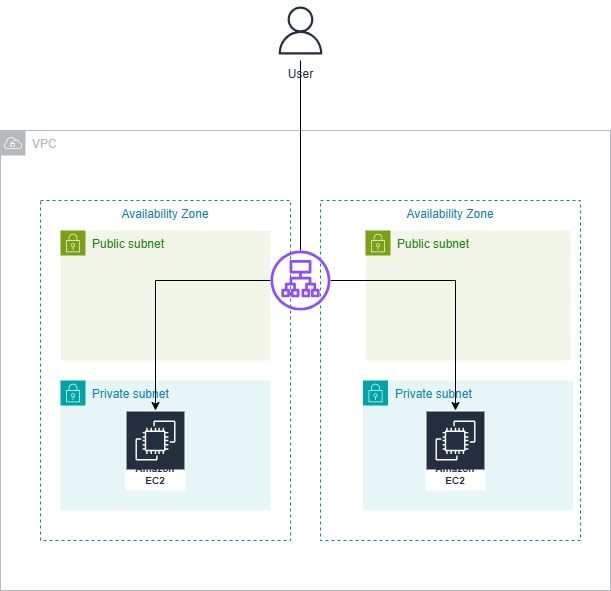 User
VPC
Availability Zone
Availability Zone
Public subnet
Public subnet
Private subnet
Private subnet
Amazon
EC2
Amazon
EC2